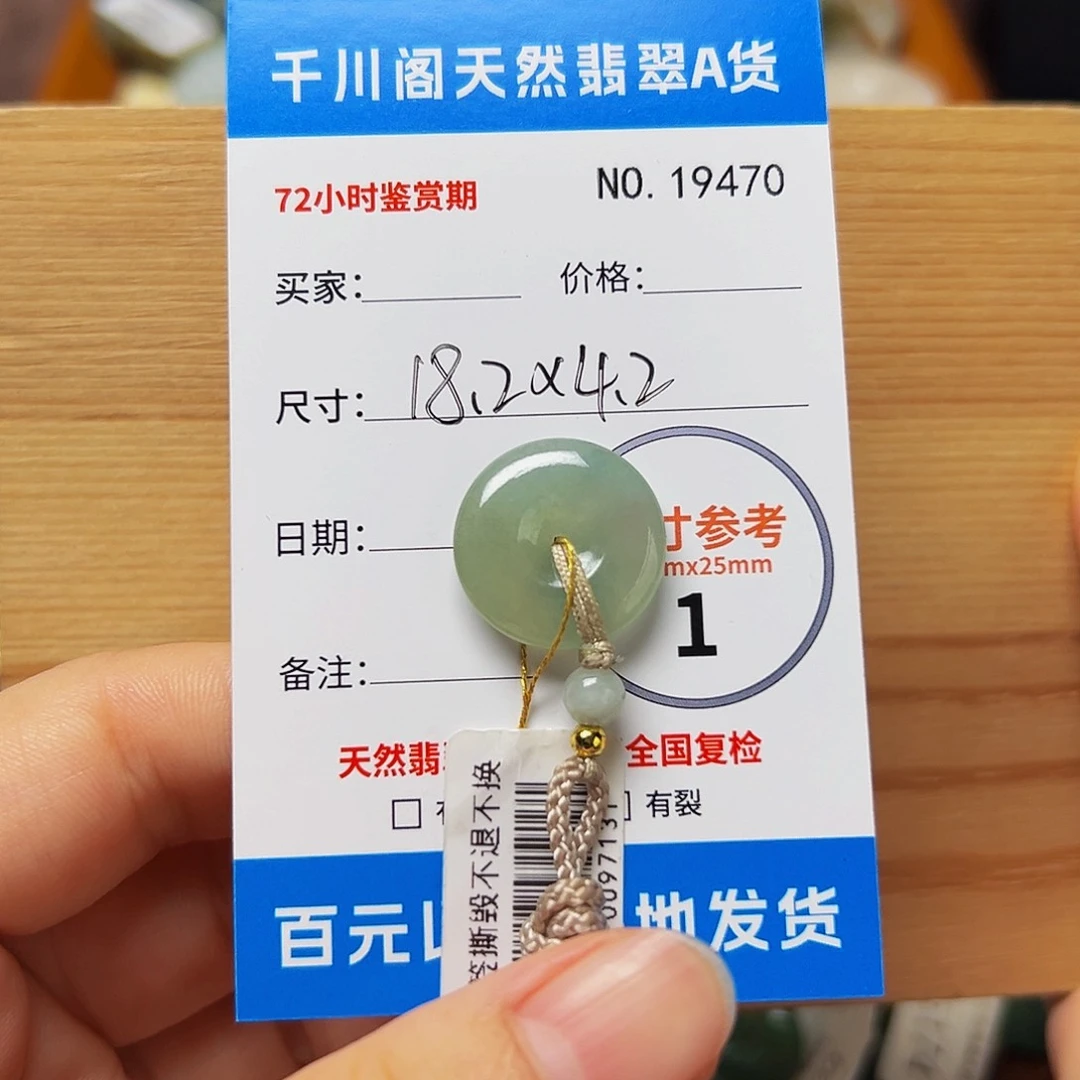 千川阁天然翡翠A货
72小时鉴赏期
NO.19470
买家：
价格：
尺寸：18.2x4.2
日期：
寸参考
mx25mm
1
备注：
天然翡
全国复检
有裂
百元
地发货
撕毁不退不换
0097131